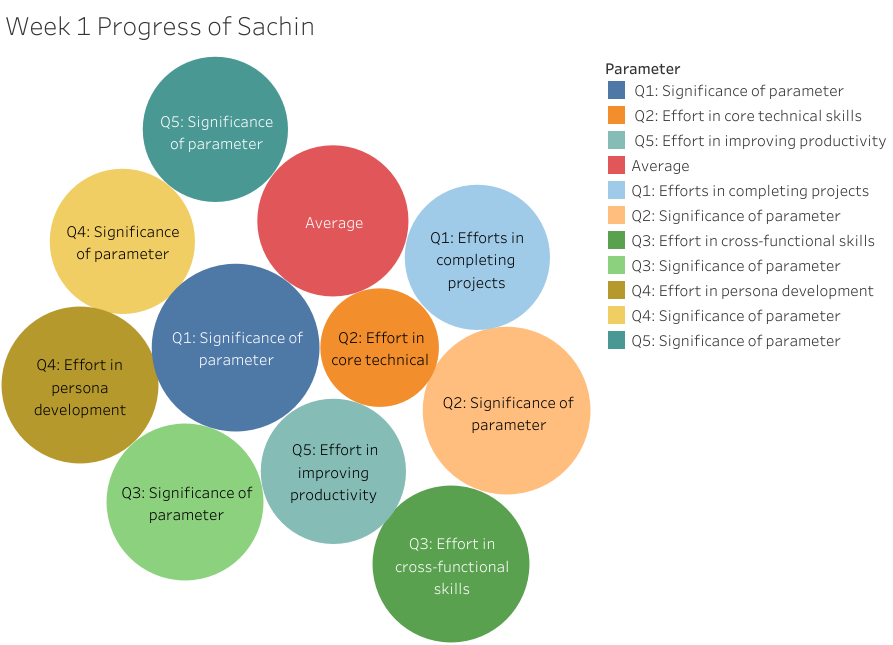 Week 1 Progress of Sachin
Q5: Significance
of parameter
Average
Q4: Significance
of parameter
Q1: Efforts in
completing
projects
Q1: Significance of
parameter
Q2: Effort in
core technical
Q4: Effort in
persona
development
Q2: Significance of
parameter
Q5: Effort in
improving
productivity
Q3: Significance of
parameter
Q3: Effort in
cross-functional
skills
Parameter
Q1: Significance of parameter
Q2: Effort in core technical skills
Q5: Effort in improving productivity
Average
Q1: Efforts in completing projects
Q2: Significance of parameter
Q3: Effort in cross-functional skills
Q3: Significance of parameter
Q4: Effort in persona development
Q4: Significance of parameter
Q5: Significance of parameter